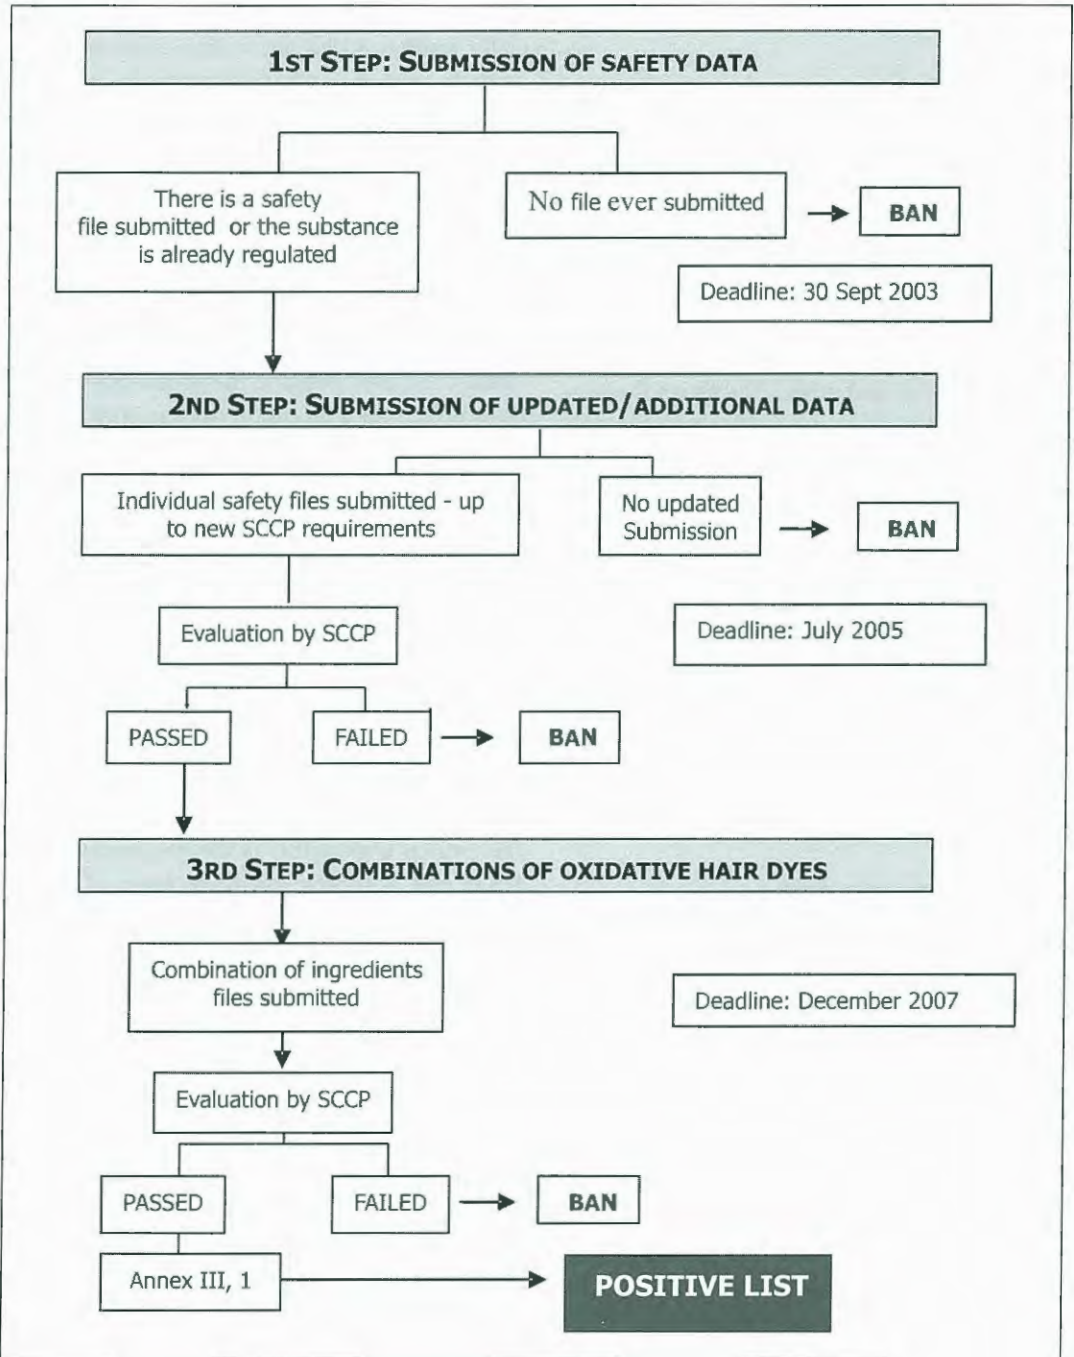 1ST STEP: SUBMISSION OF SAFETY DATA
There is a safety
file submitted or the substance
is already regulated
No file ever submitted
BAN
Deadline: 30 Sept 2003
2ND STEP: SUBMISSION OF UPDATED/ADDITIONAL DATA
Individual safety files submitted - up
to new SCCP requirements
No updated
Submission
BAN
Evaluation by SCCP
Deadline: July 2005
PASSED
FAILED
BAN
3RD STEP: COMBINATIONS OF OXIDATIVE HAIR DYES
Combination of ingredients
files submitted
Deadline: December 2007
Evaluation by SCCP
PASSED
FAILED
BAN
Annex III, 1
POSITIVE LIST